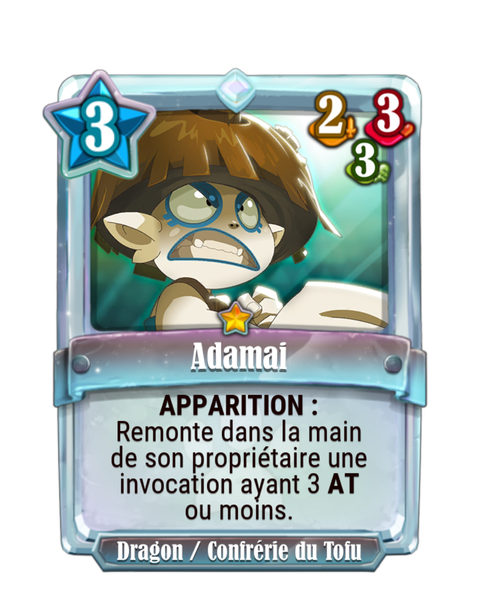 3
2
3
3
Adamai
APPARITION :
Remonte dans la main
de son propriétaire une
invocation ayant 3 AT
ou moins.
Dragon / Confrérie du Tofu